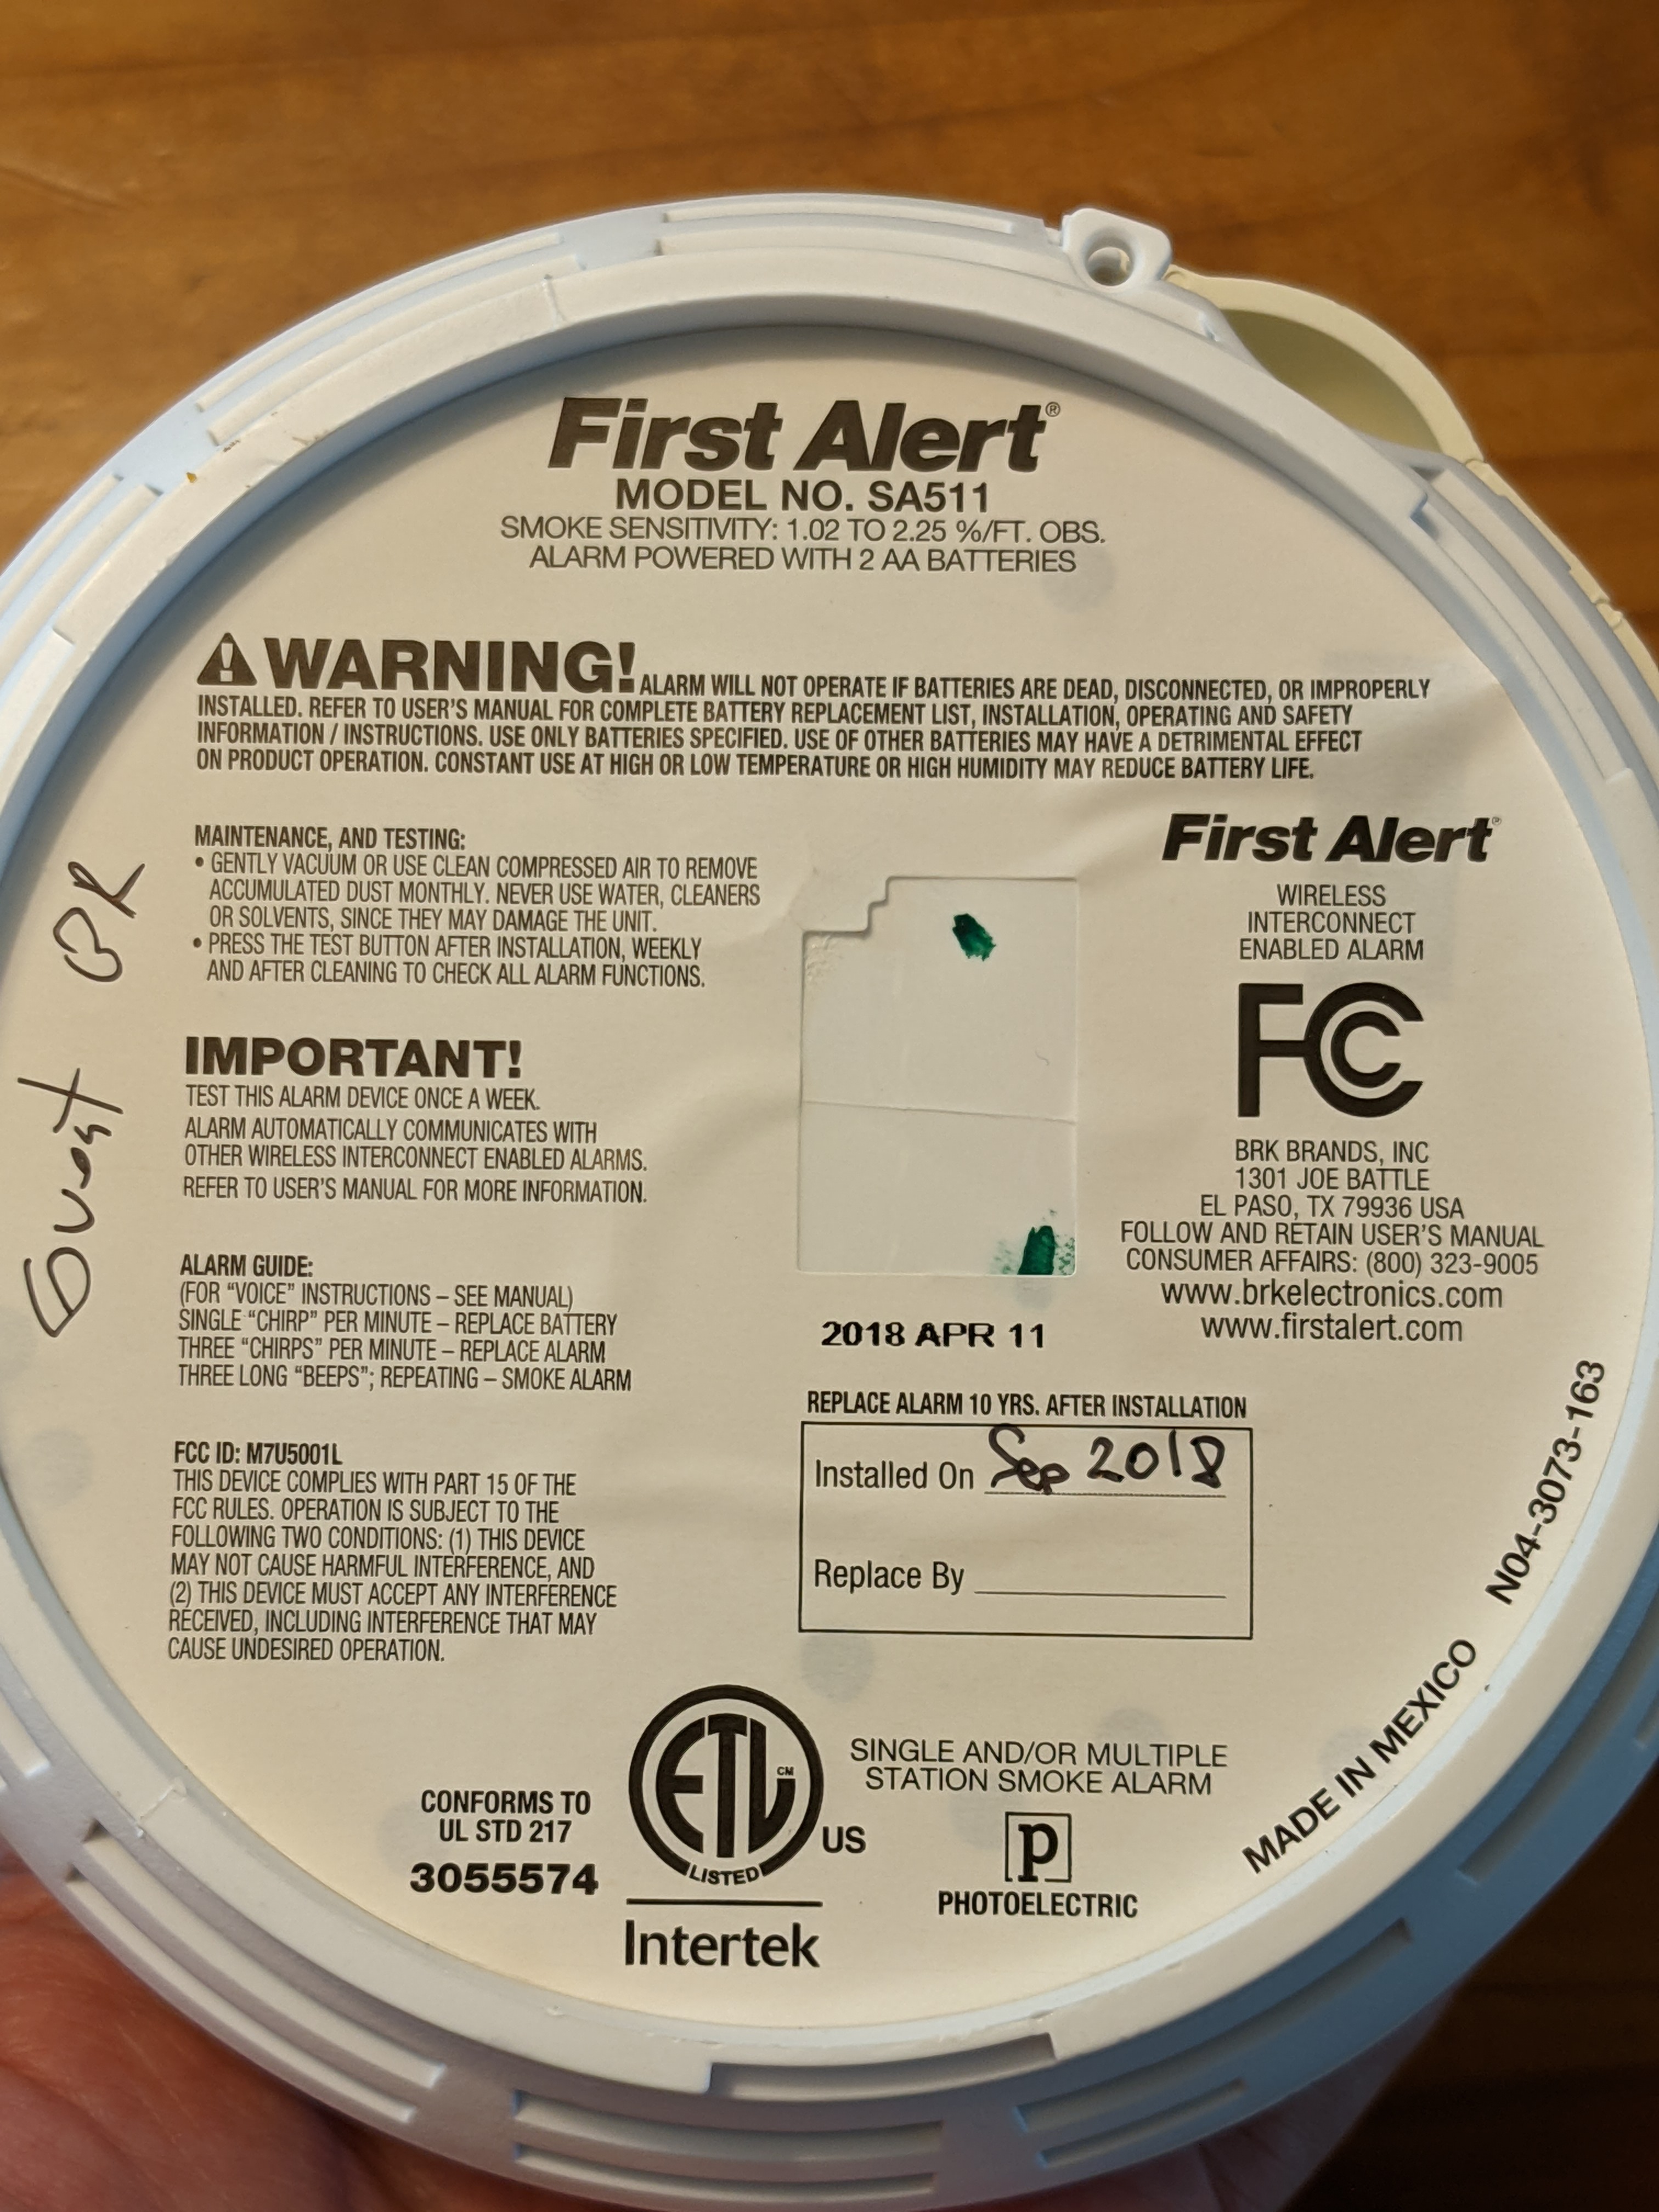 First Alert®
MODEL NO. SA511
SMOKE SENSITIVITY: 1.02 TO 2.25 %/FT. OBS.
ALARM POWERED WITH 2 AA BATTERIES
WARNING! ALARM WILL NOT OPERATE IF BATTERIES ARE DEAD, DISCONNECTED, OR IMPROPERLY
INSTALLED. REFER TO USER'S MANUAL FOR COMPLETE BATTERY REPLACEMENT LIST, INSTALLATION, OPERATING AND SAFETY
INFORMATION / INSTRUCTIONS. USE ONLY BATTERIES SPECIFIED. USE OF OTHER BATTERIES MAY HAVE A DETRIMENTAL EFFECT
ON PRODUCT OPERATION. CONSTANT USE AT HIGH OR LOW TEMPERATURE OR HIGH HUMIDITY MAY REDUCE BATTERY LIFE.
Guest BR
MAINTENANCE, AND TESTING:
• GENTLY VACUUM OR USE CLEAN COMPRESSED AIR TO REMOVE
ACCUMULATED DUST MONTHLY. NEVER USE WATER, CLEANERS
OR SOLVENTS, SINCE THEY MAY DAMAGE THE UNIT.
• PRESS THE TEST BUTTON AFTER INSTALLATION, WEEKLY
AND AFTER CLEANING TO CHECK ALL ALARM FUNCTIONS.
IMPORTANT!
TEST THIS ALARM DEVICE ONCE A WEEK.
ALARM AUTOMATICALLY COMMUNICATES WITH
OTHER WIRELESS INTERCONNECT ENABLED ALARMS.
REFER TO USER'S MANUAL FOR MORE INFORMATION.
ALARM GUIDE:
(FOR "VOICE" INSTRUCTIONS – SEE MANUAL)
SINGLE "CHIRP" PER MINUTE – REPLACE BATTERY
THREE "CHIRPS" PER MINUTE – REPLACE ALARM
THREE LONG "BEEPS"; REPEATING – SMOKE ALARM
FCC ID: M7U5001L
THIS DEVICE COMPLIES WITH PART 15 OF THE
FCC RULES. OPERATION IS SUBJECT TO THE
FOLLOWING TWO CONDITIONS: (1) THIS DEVICE
MAY NOT CAUSE HARMFUL INTERFERENCE, AND
(2) THIS DEVICE MUST ACCEPT ANY INTERFERENCE
RECEIVED, INCLUDING INTERFERENCE THAT MAY
CAUSE UNDESIRED OPERATION.
First Alert®
WIRELESS
INTERCONNECT
ENABLED ALARM
FC
BRK BRANDS, INC
1301 JOE BATTLE
EL PASO, TX 79936 USA
FOLLOW AND RETAIN USER'S MANUAL
CONSUMER AFFAIRS: (800) 323-9005
www.brkelectronics.com
www.firstalert.com
2018 APR 11
REPLACE ALARM 10 YRS. AFTER INSTALLATION
Installed On Sep 2018
Replace By
N04-3073-163
MADE IN MEXICO
CONFORMS TO
UL STD 217
3055574
ETL CM
LISTED
US
Intertek
SINGLE AND/OR MULTIPLE
STATION SMOKE ALARM
p
PHOTOELECTRIC